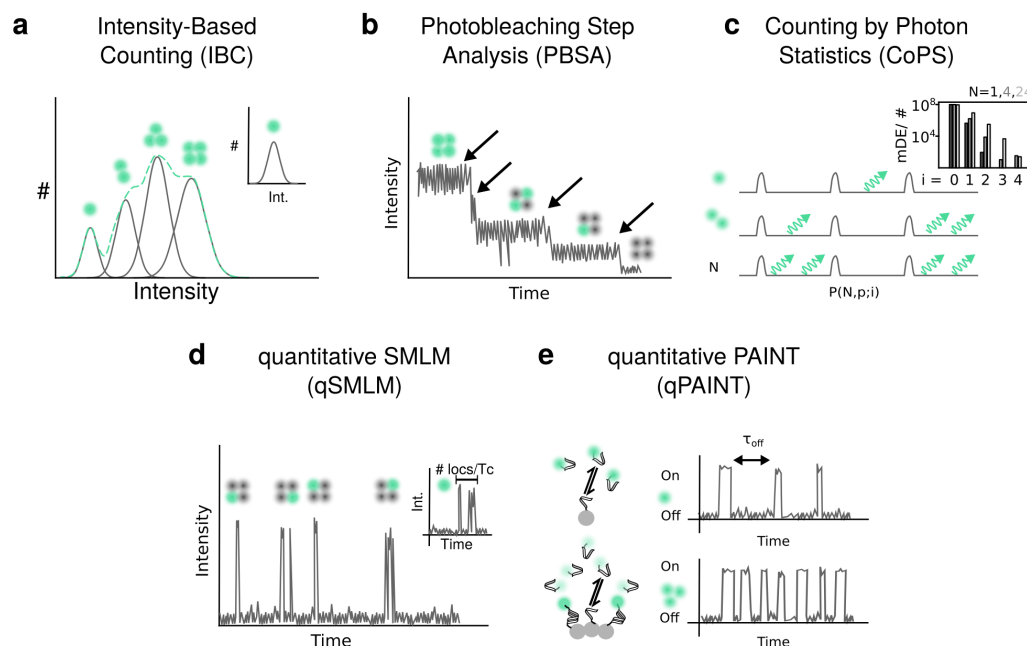 a
Intensity-Based
Counting (IBC)
#
Intensity
#
Int.
b
Photobleaching Step
Analysis (PBSA)
Intensity
Time
c
Counting by Photon
Statistics (CoPS)
N=1,4,24
mDE/ #
10⁸
10⁴
i = 0 1 2 3 4
N
P(N,p;i)
d
quantitative SMLM
(qSMLM)
Intensity
Time
# locs/Tc
Int.
Time
e
quantitative PAINT
(qPAINT)
τoff
On
Off
Time
On
Off
Time